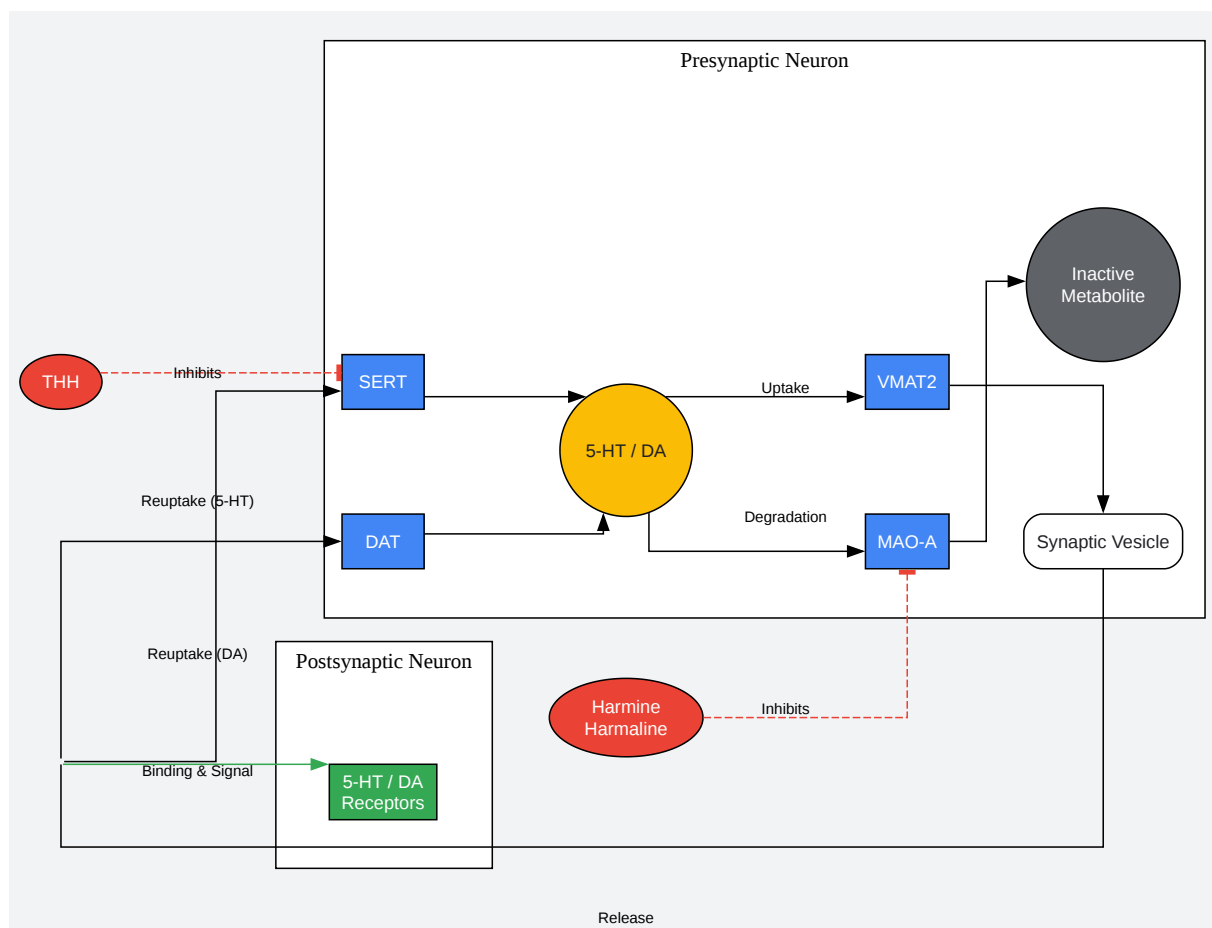 Presynaptic Neuron
Inactive
Metabolite
THH
Inhibits
SERT
VMAT2
Uptake
5-HT / DA
Reuptake (5-HT)
Degradation
DAT
MAO-A
Synaptic Vesicle
Reuptake (DA)
Postsynaptic Neuron
Harmine
Harmaline
Inhibits
Binding & Signal
5-HT / DA
Receptors
Release